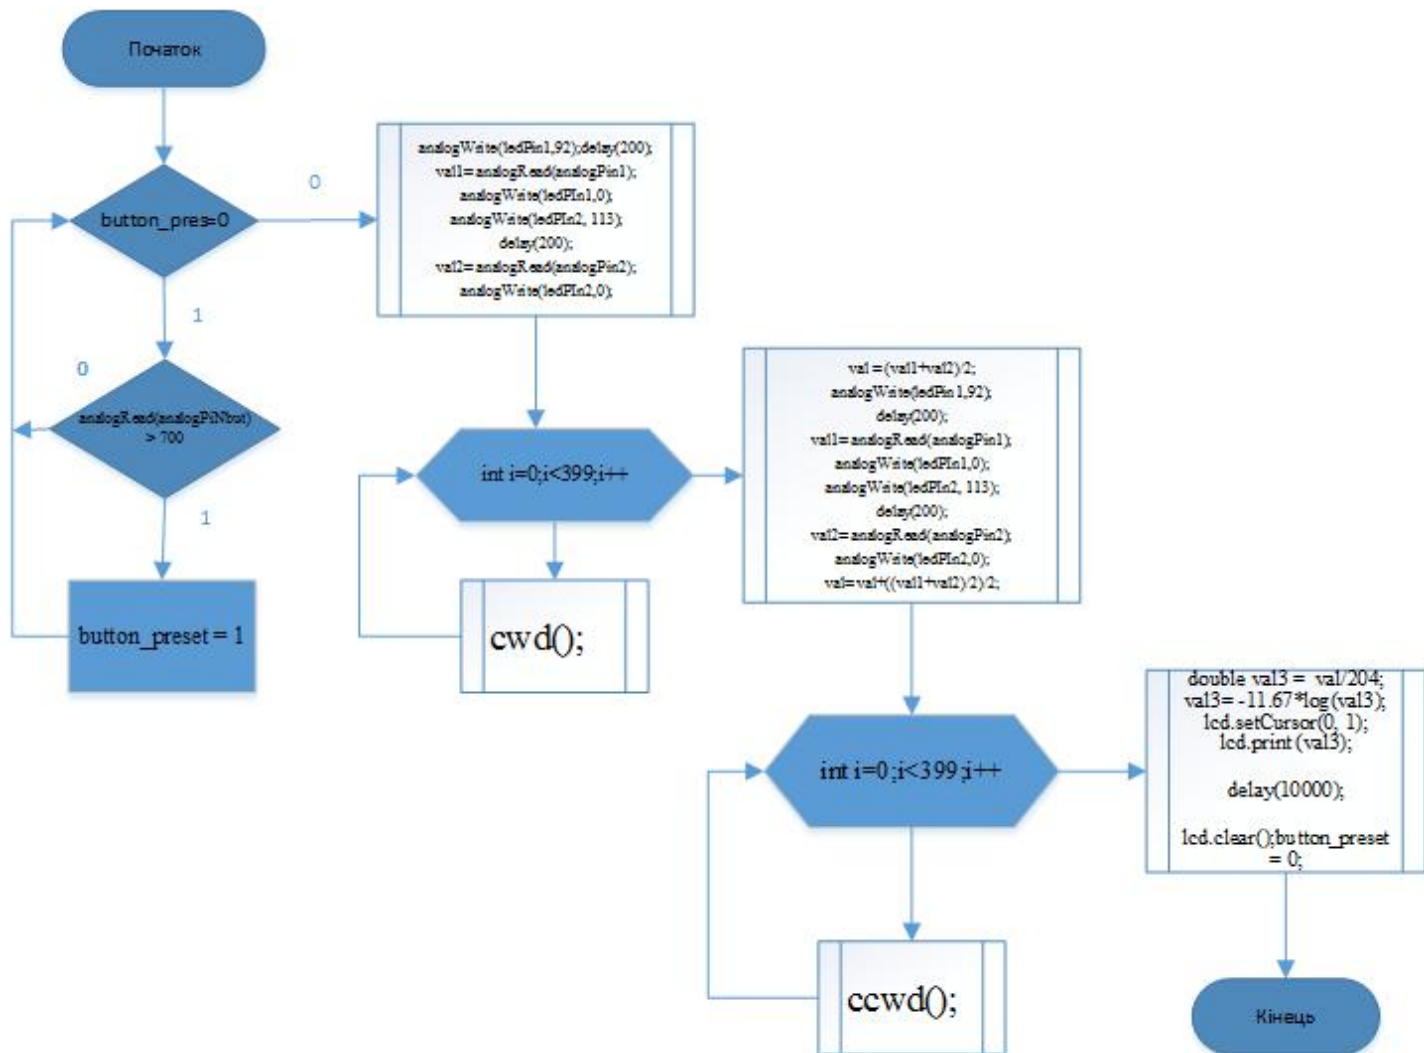 Початок
button_pres=0
0
1
analogWrite(ledPin1,92);delay(200);
val1=analogRead(analogPin1);
analogWrite(ledPIn1,0);
analogWrite(ledPIn2, 113);
delay(200);
val2=analogRead(analogPin2);
analogWrite(ledPIn2,0);
0
analogRead(analogPiNbut)
> 700
1
button_preset = 1
int i=0;i<399;i++
cwd();
val =(val1+val2)/2;
analogWrite(ledPin1,92);
delay(200);
val1=analogRead(analogPin1);
analogWrite(ledPIn1,0);
analogWrite(ledPIn2, 113);
delay(200);
val2=analogRead(analogPin2);
analogWrite(ledPIn2,0);
val=val+((val1+val2)/2)/2;
int i=0;i<399;i++
ccwd();
double val3 = val/204;
val3= -11.67*log(val3);
lcd.setCursor(0, 1);
lcd.print(val3);
delay(10000);
lcd.clear();button_preset
= 0;
Кінець